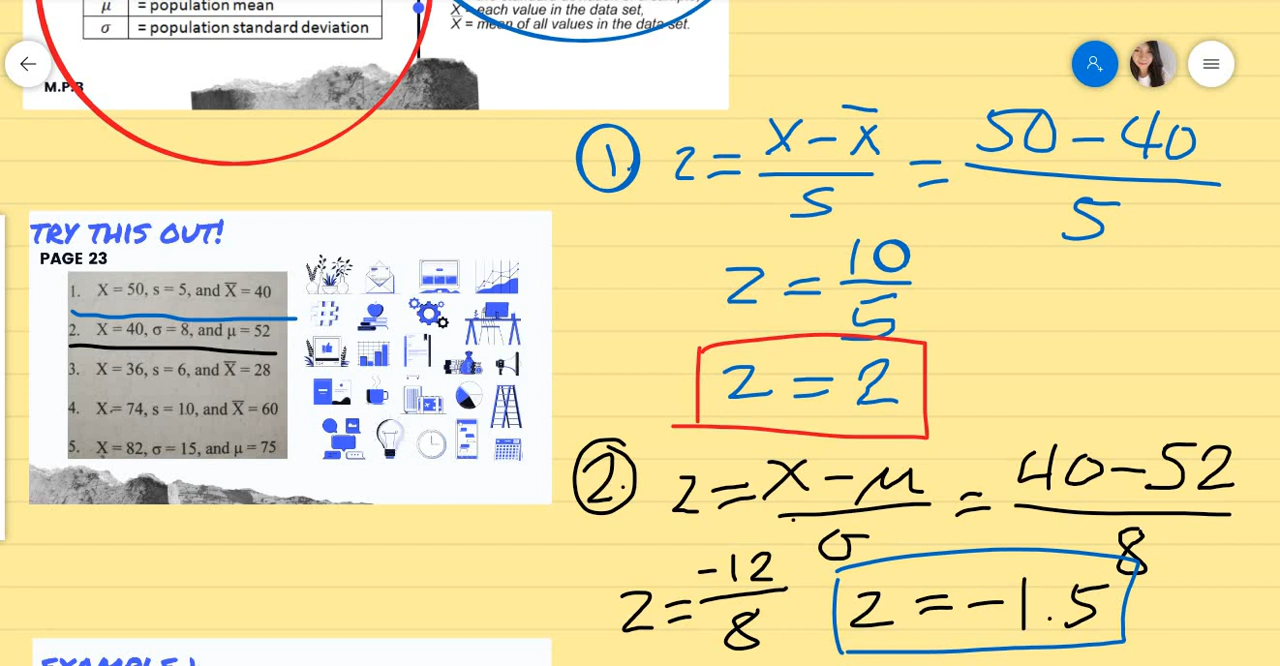 μ = population mean
σ = population standard deviation
X = each value in the data set,
X̄ = mean of all values in the data set.
M.P.B
TRY THIS OUT!
PAGE 23
1. X = 50, s = 5, and X̄ = 40
2. X = 40, σ = 8, and μ = 52
3. X = 36, s = 6, and X̄ = 28
4. X = 74, s = 10, and X̄ = 60
5. X = 82, σ = 15, and μ = 75
1. z = (x - x̄)/s = (50 - 40)/5
z = 10/5
z = 2
2. z = (x - μ)/σ = (40 - 52)/8
z = -12/8 z = -1.5
EXAMPLE 1